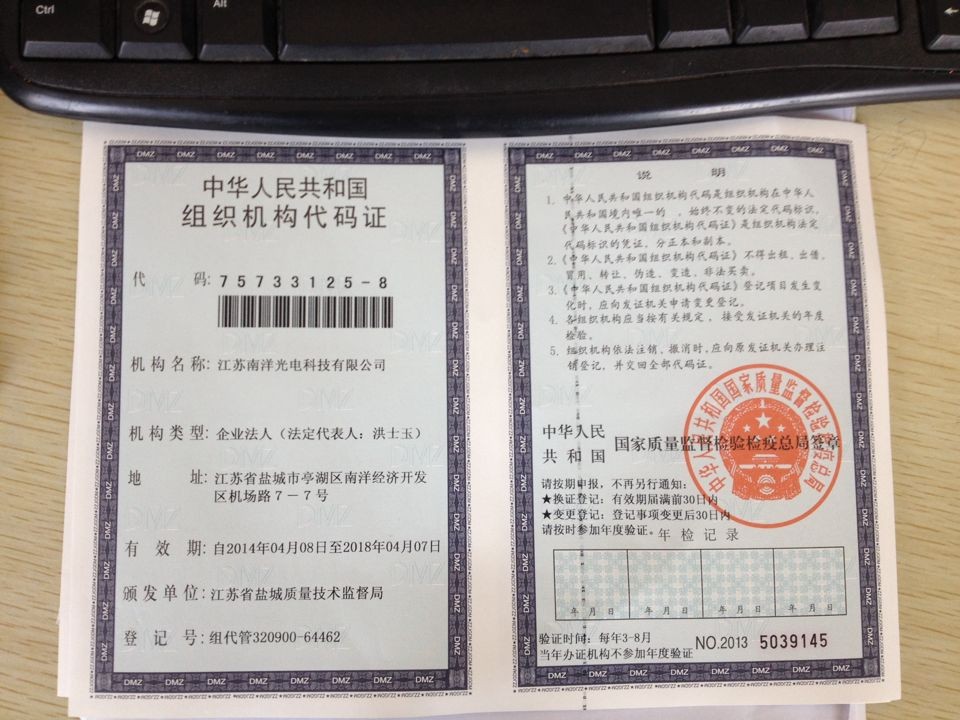 Ctrl
Alt
中华人民共和国
组织机构代码证
代 码: 75733125-8
机构名称: 江苏南洋光电科技有限公司
机构类型: 企业法人（法定代表人：洪士玉）
地 址: 江苏省盐城市亭湖区南洋经济开发
区机场路7-7号
有 效 期: 自2014年04月08日至2018年04月07日
颁发单位: 江苏省盐城质量技术监督局
登 记 号: 组代管320900-64462
说 明
1. 中华人民共和国组织机构代码是组织机构在中华人
民共和国境内唯一的、始终不变的法定代码标识，
《中华人民共和国组织机构代码证》是组织机构法定
代码标识的凭证，分正本和副本。
2.《中华人民共和国组织机构代码证》不得出租、出借、
冒用、转让、伪造、变造、非法买卖。
3.《中华人民共和国组织机构代码证》登记项目发生变
化时，应向发证机关申请变更登记。
4. 各组织机构应当按有关规定，接受发证机关的年度
检验。
5. 组织机构依法注销、撤消时，应向原发证机关办理注
销登记，并交回全部代码证。
中华人民
共和国 国家质量监督检验检疫总局签章
中华人民共和国国家质量监督检验检疫总局
请按期申报，不再另行通知：
★换证登记：有效期届满前30日内
★变更登记：登记事项变更后30日内
请按时参加年度验证。
年检记录
年 月 日 年 月 日 年 月 日 年 月 日
验证时间：每年3-8月
当年办证机构不参加年度验证
NO.2013 5039145
DMZ